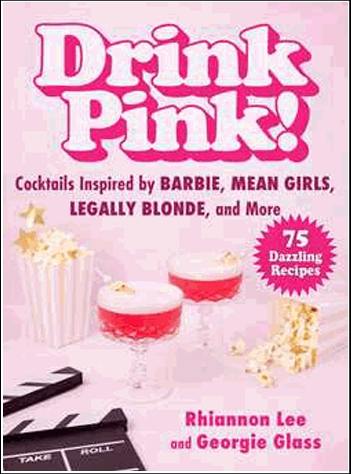 Drink
Pink!
Cocktails Inspired by BARBIE, MEAN GIRLS,
LEGALLY BLONDE, and More
75
Dazzling
Recipes
Rhiannon Lee
and Georgie Glass
TAKE
ROLL